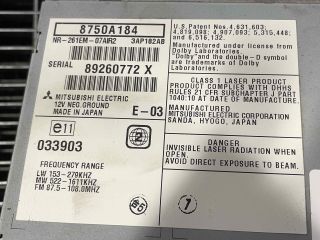 8750A184
NR-261EM-07AIR2 3AP182AB
SERIAL 89260772 X
MITSUBISHI ELECTRIC
12V NEG.GROUND
MADE IN JAPAN E-03
e11 2
033903
FREQUENCY RANGE
LW 153-279KHZ
MW 522-1611KHZ
FM 87.5-108.0MHZ
U.S. Patent Nos. 4,631,603;
4,819,098; 4,907,093; 5,315,448;
and 6,516,132.
Manufactured under license from
Dolby Laboratories.
"Dolby" and the double-D symbol
are trademarks of Dolby
Laboratories.
CLASS 1 LASER PRODUCT
PRODUCT COMPLIES WITH DHHS
RULES 21 CFR SUBCHAPTER J PART
1040:10 AT DATE OF MANUFACTURE
MITSUBISHI ELECTRIC CORPORATION
SANDA, HYOGO, JAPAN
DANGER
INVISIBLE LASER RADIATION WHEN OPEN.
AVOID DIRECT EXPOSURE TO BEAM.
7